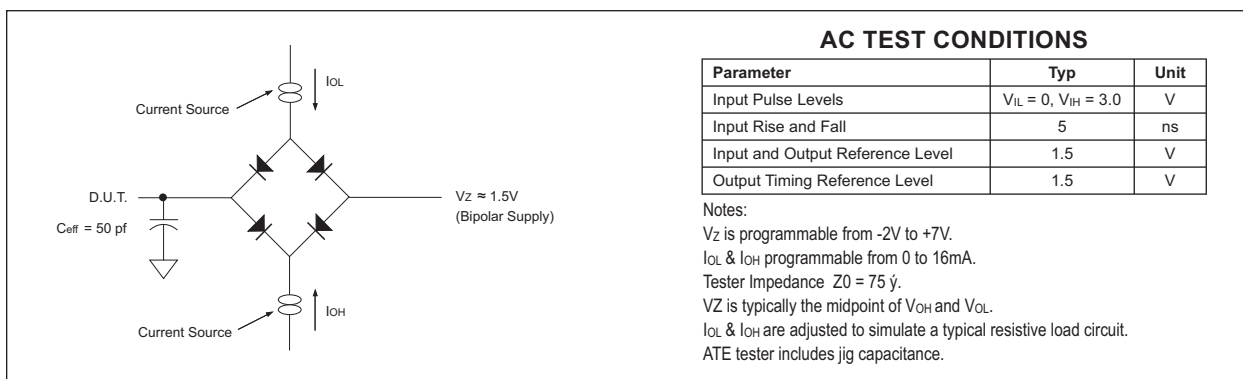 IOL
Current Source
D.U.T.
Ceff = 50 pf
VZ ≈ 1.5V
(Bipolar Supply)
IOH
Current Source
AC TEST CONDITIONS
Parameter Typ Unit
Input Pulse Levels VIL = 0, VIH = 3.0 V
Input Rise and Fall 5 ns
Input and Output Reference Level 1.5 V
Output Timing Reference Level 1.5 V
Notes:
VZ is programmable from -2V to +7V.
IOL & IOH programmable from 0 to 16mA.
Tester Impedance Z0 = 75 ý.
VZ is typically the midpoint of VOH and VOL.
IOL & IOH are adjusted to simulate a typical resistive load circuit.
ATE tester includes jig capacitance.